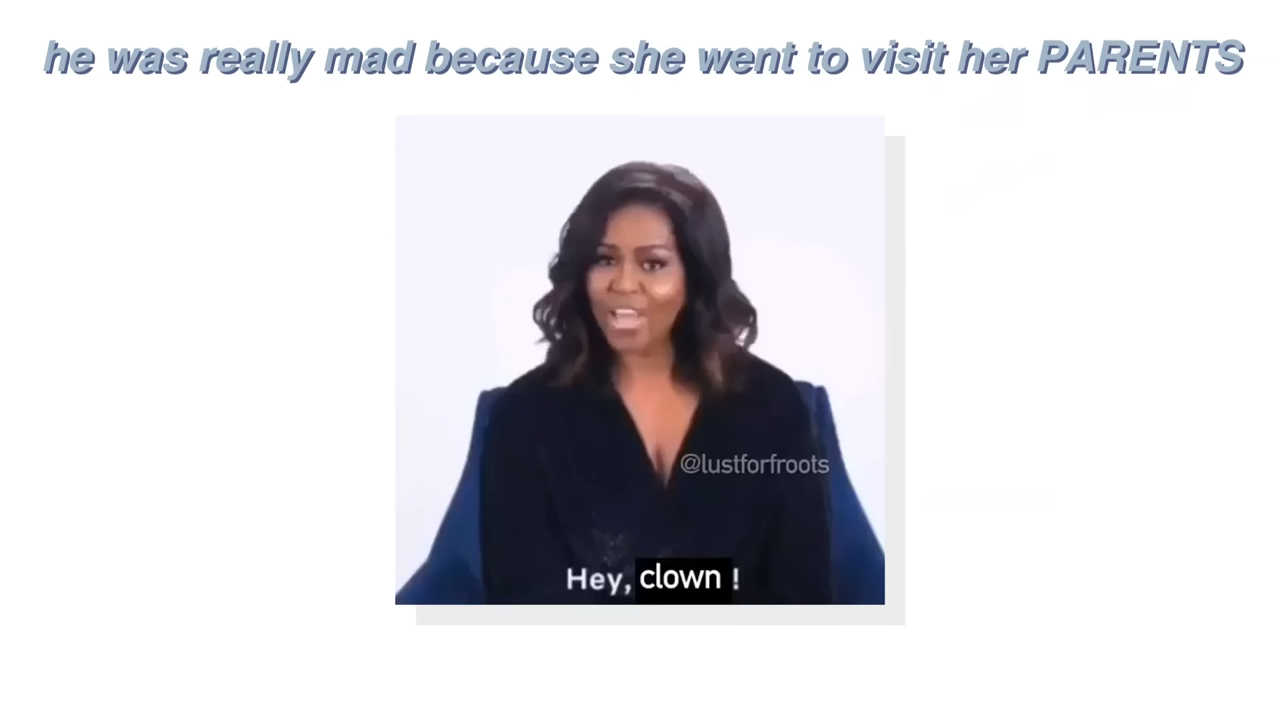 he was really mad because she went to visit her PARENTS
@lustforfroots
Hey, clown !